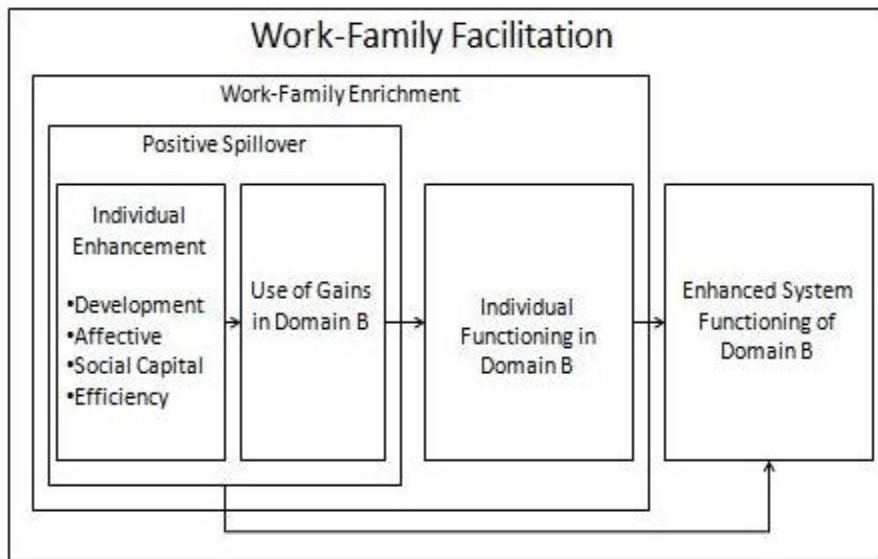 Work-Family Facilitation
Work-Family Enrichment
Positive Spillover
Individual
Enhancement
•Development
•Affective
•Social Capital
•Efficiency
Use of Gains
in Domain B
Individual
Functioning in
Domain B
Enhanced System
Functioning of
Domain B